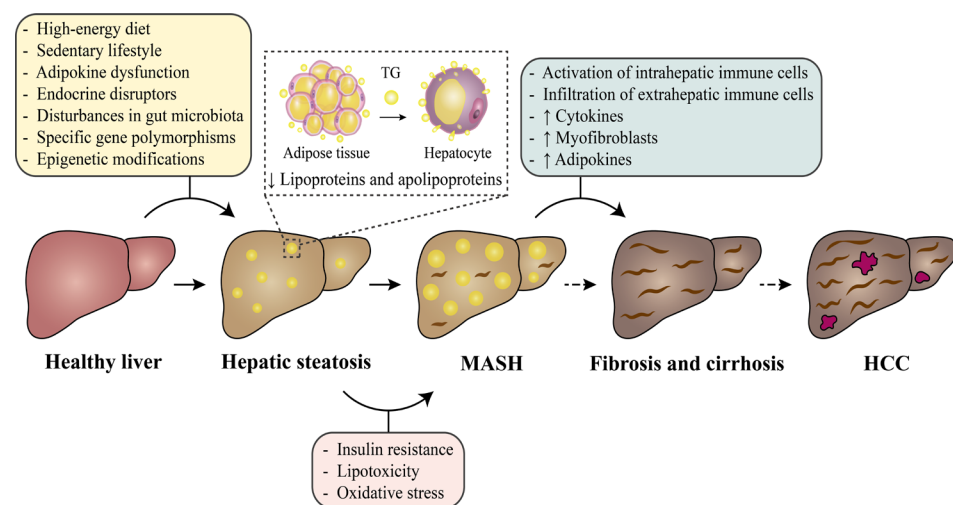 - High-energy diet
- Sedentary lifestyle
- Adipokine dysfunction
- Endocrine disruptors
- Disturbances in gut microbiota
- Specific gene polymorphisms
- Epigenetic modifications
TG
Adipose tissue
Hepatocyte
↓ Lipoproteins and apolipoproteins
- Activation of intrahepatic immune cells
- Infiltration of extrahepatic immune cells
- ↑ Cytokines
- ↑ Myofibroblasts
- ↑ Adipokines
Healthy liver
Hepatic steatosis
MASH
Fibrosis and cirrhosis
HCC
- Insulin resistance
- Lipotoxicity
- Oxidative stress